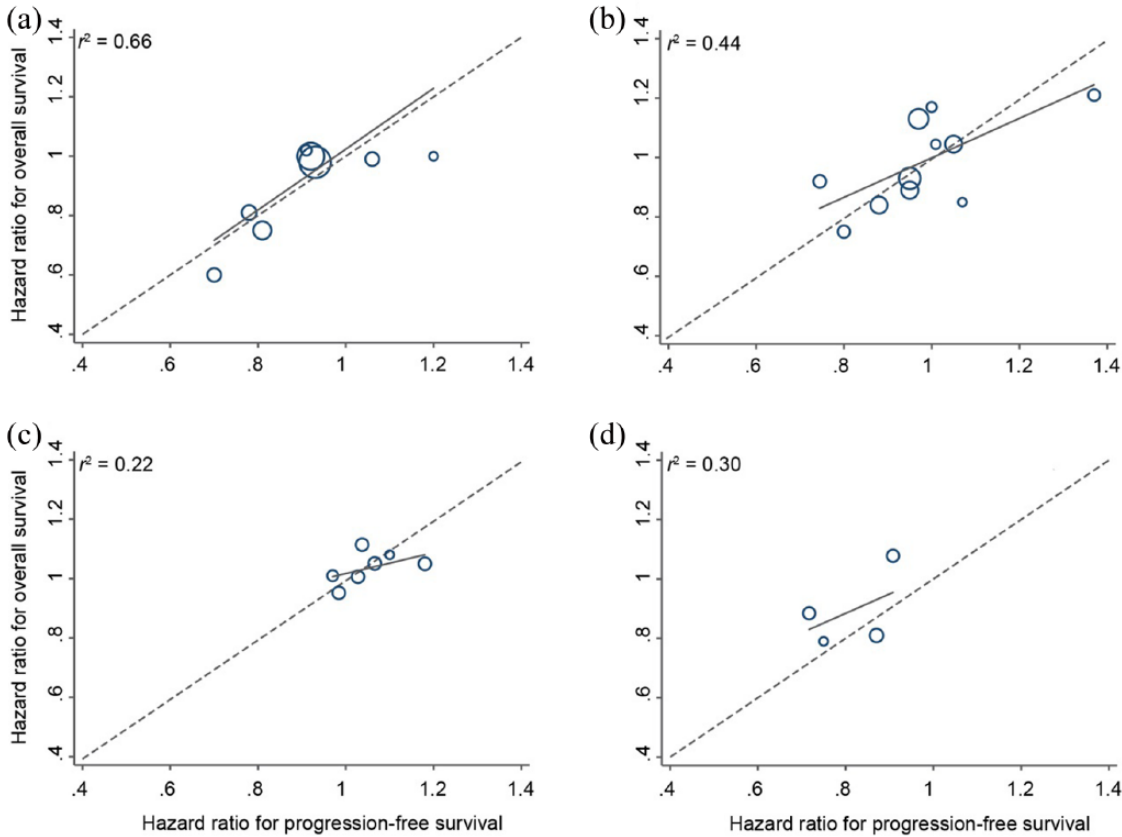 (a)
r² = 0.66
Hazard ratio for overall survival
1.4
1.2
1
.8
.6
.4
.4 .6 .8 1 1.2 1.4
(b)
r² = 0.44
1.4
1.2
1
.8
.6
.4
.4 .6 .8 1 1.2 1.4
(c)
r² = 0.22
Hazard ratio for overall survival
1.4
1.2
1
.8
.6
.4
.4 .6 .8 1 1.2 1.4
Hazard ratio for progression-free survival
(d)
r² = 0.30
1.4
1.2
1
.8
.6
.4
.4 .6 .8 1 1.2 1.4
Hazard ratio for progression-free survival